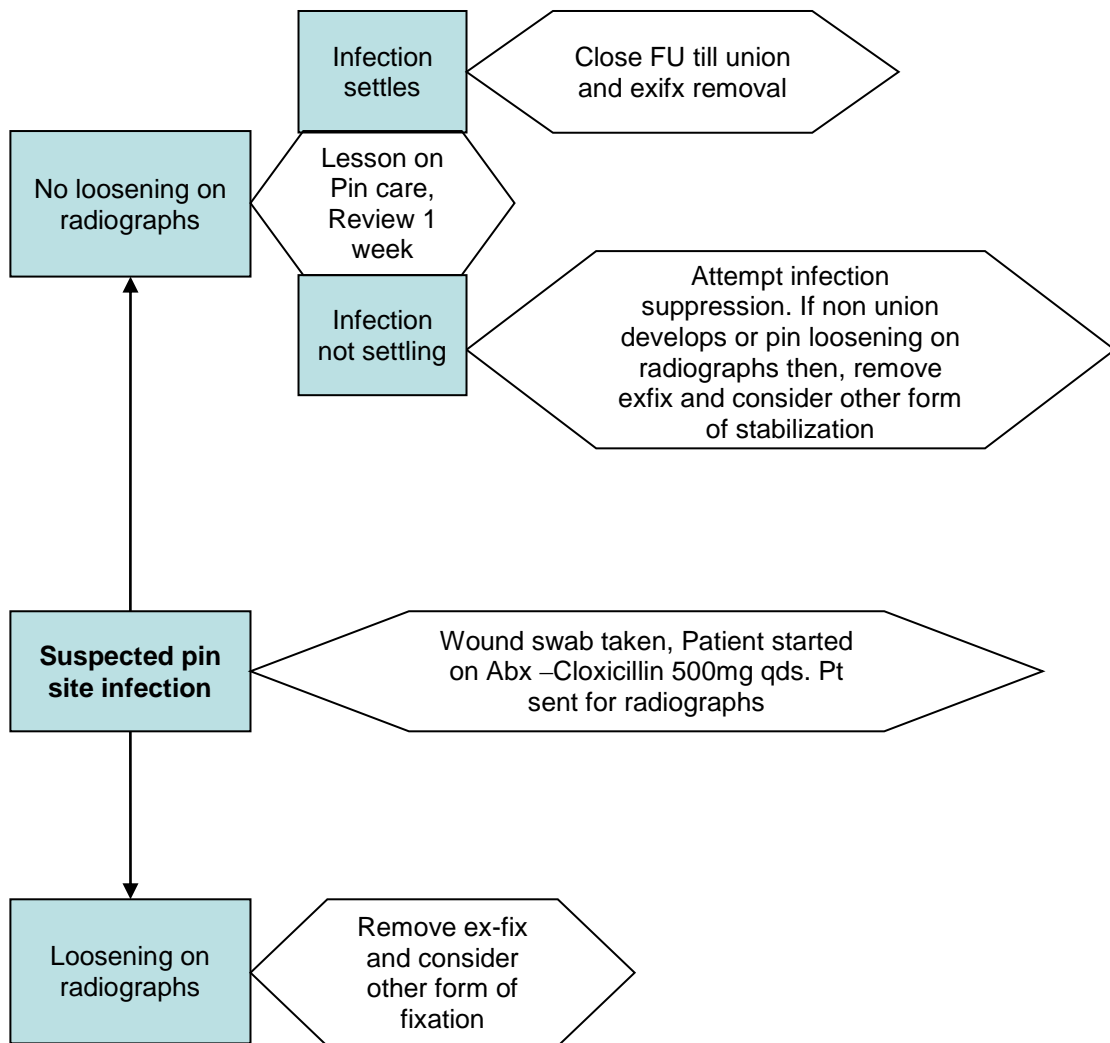 Infection
settles
Close FU till union
and exifx removal
No loosening on
radiographs
Lesson on
Pin care,
Review 1
week
Infection
not settling
Attempt infection
suppression. If non union
develops or pin loosening on
radiographs then, remove
exfix and consider other form
of stabilization
Suspected pin
site infection
Wound swab taken, Patient started
on Abx –Cloxicillin 500mg qds. Pt
sent for radiographs
Loosening on
radiographs
Remove ex-fix
and consider
other form of
fixation